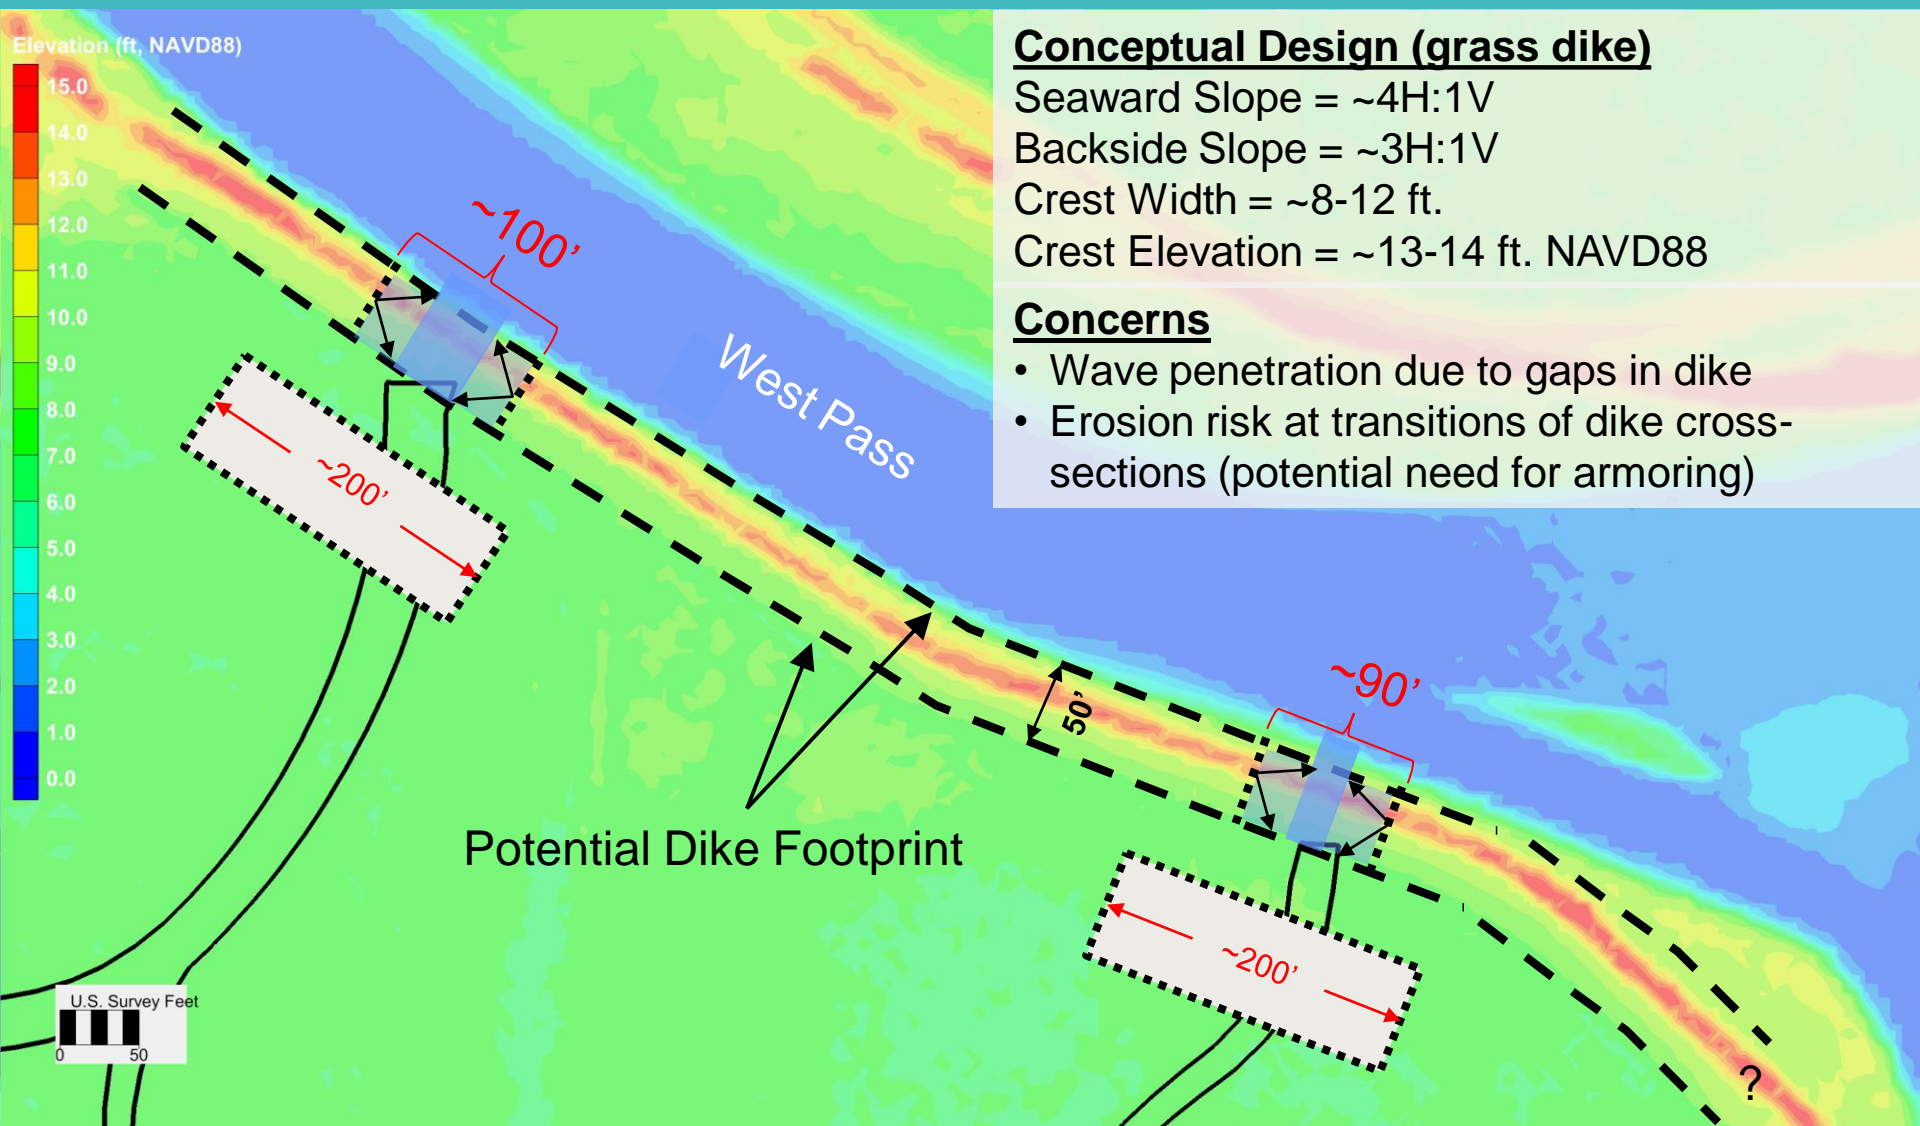 Elevation (ft, NAVD88)
15.0
14.0
13.0
12.0
11.0
10.0
9.0
8.0
7.0
6.0
5.0
4.0
3.0
2.0
1.0
0.0
Conceptual Design (grass dike)
Seaward Slope = ~4H:1V
Backside Slope = ~3H:1V
Crest Width = ~8-12 ft.
Crest Elevation = ~13-14 ft. NAVD88
Concerns
• Wave penetration due to gaps in dike
• Erosion risk at transitions of dike cross-
sections (potential need for armoring)
~100’
West Pass
~200’
~90’
50’
Potential Dike Footprint
~200’
U.S. Survey Feet
0 50
?